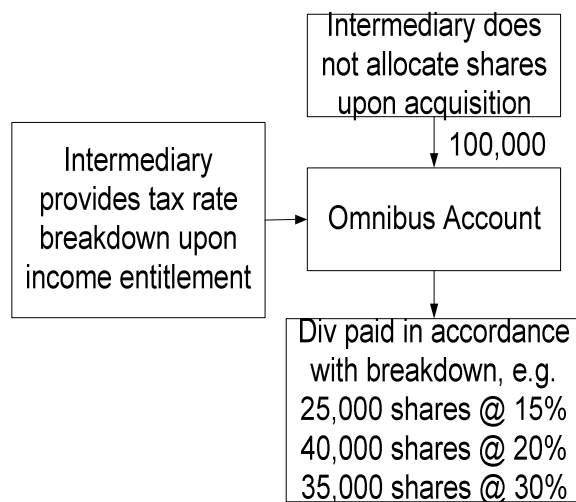 Intermediary does
not allocate shares
upon acquisition
100,000
Intermediary
provides tax rate
breakdown upon
income entitlement
Omnibus Account
Div paid in accordance
with breakdown, e.g.
25,000 shares @ 15%
40,000 shares @ 20%
35,000 shares @ 30%